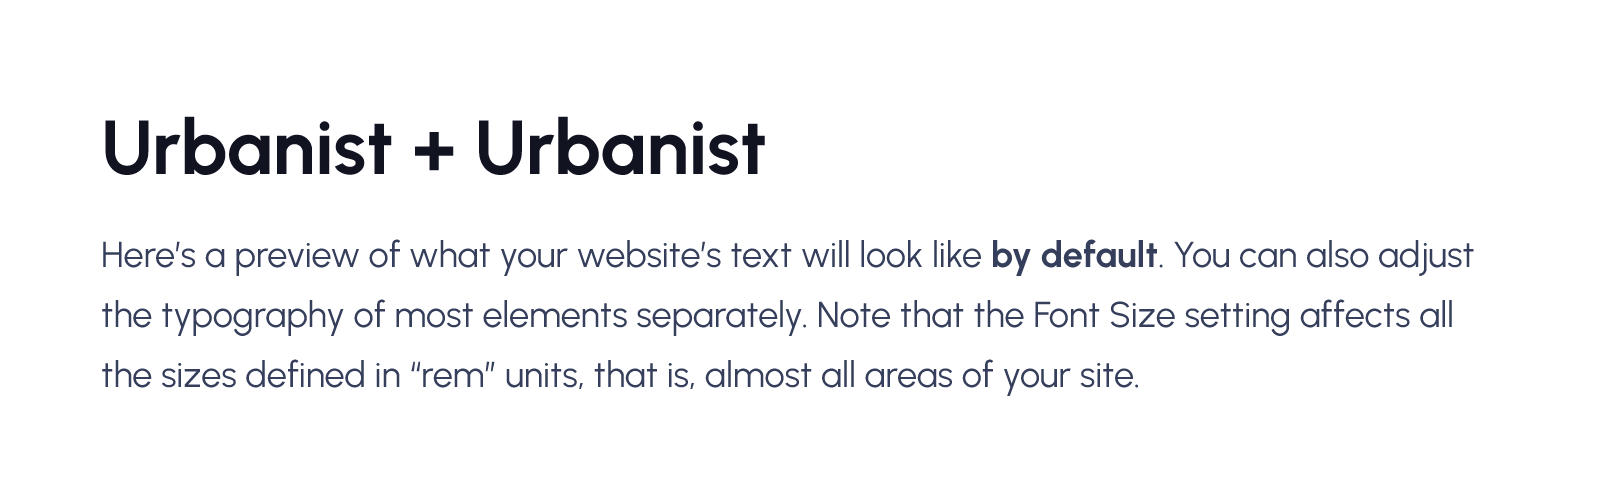 Urbanist + Urbanist
Here’s a preview of what your website’s text will look like by default. You can also adjust
the typography of most elements separately. Note that the Font Size setting affects all
the sizes defined in “rem” units, that is, almost all areas of your site.